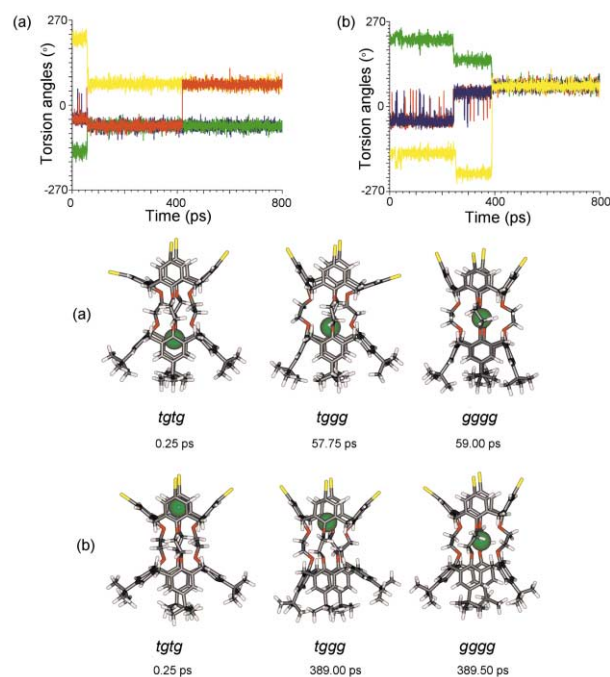 (a)
(b)
270
0
-270
Torsion angles (°)
0
400
800
Time (ps)
270
0
-270
Torsion angles (°)
0
400
800
Time (ps)
(a)
tgtg
tggg
gggg
0.25 ps
57.75 ps
59.00 ps
(b)
tgtg
tggg
gggg
0.25 ps
389.00 ps
389.50 ps